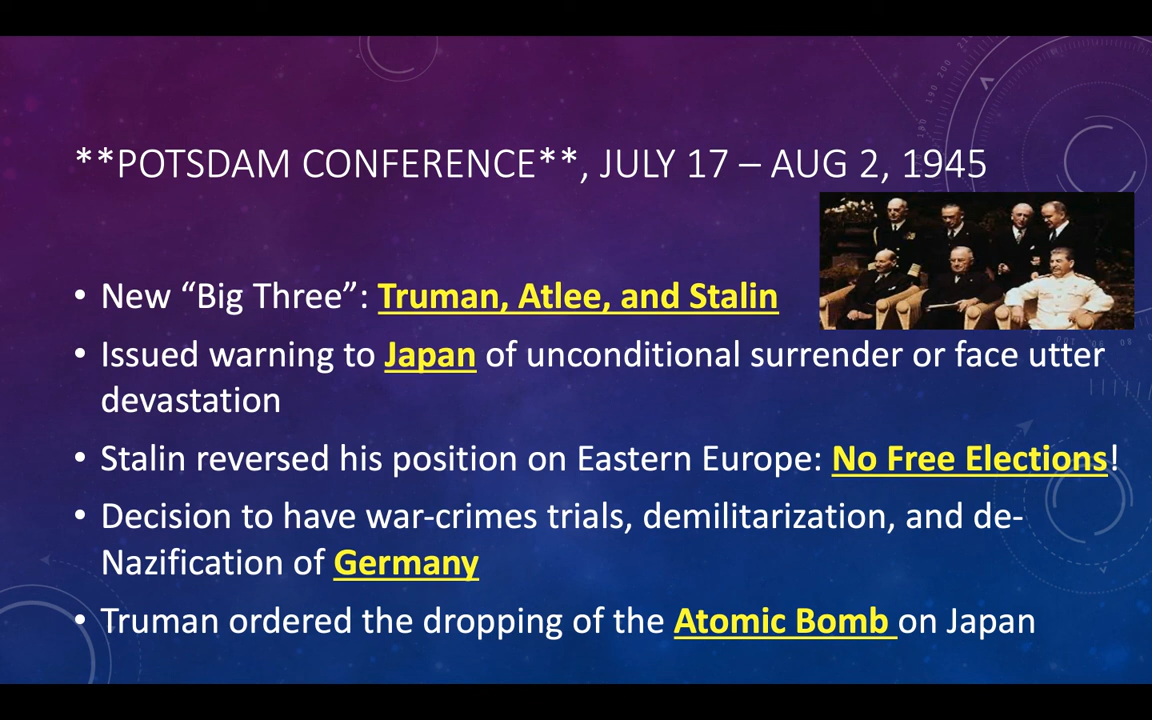 **POTSDAM CONFERENCE**, JULY 17 – AUG 2, 1945
• New “Big Three”: Truman, Atlee, and Stalin
• Issued warning to Japan of unconditional surrender or face utter
devastation
• Stalin reversed his position on Eastern Europe: No Free Elections!
• Decision to have war-crimes trials, demilitarization, and de-
Nazification of Germany
• Truman ordered the dropping of the Atomic Bomb on Japan